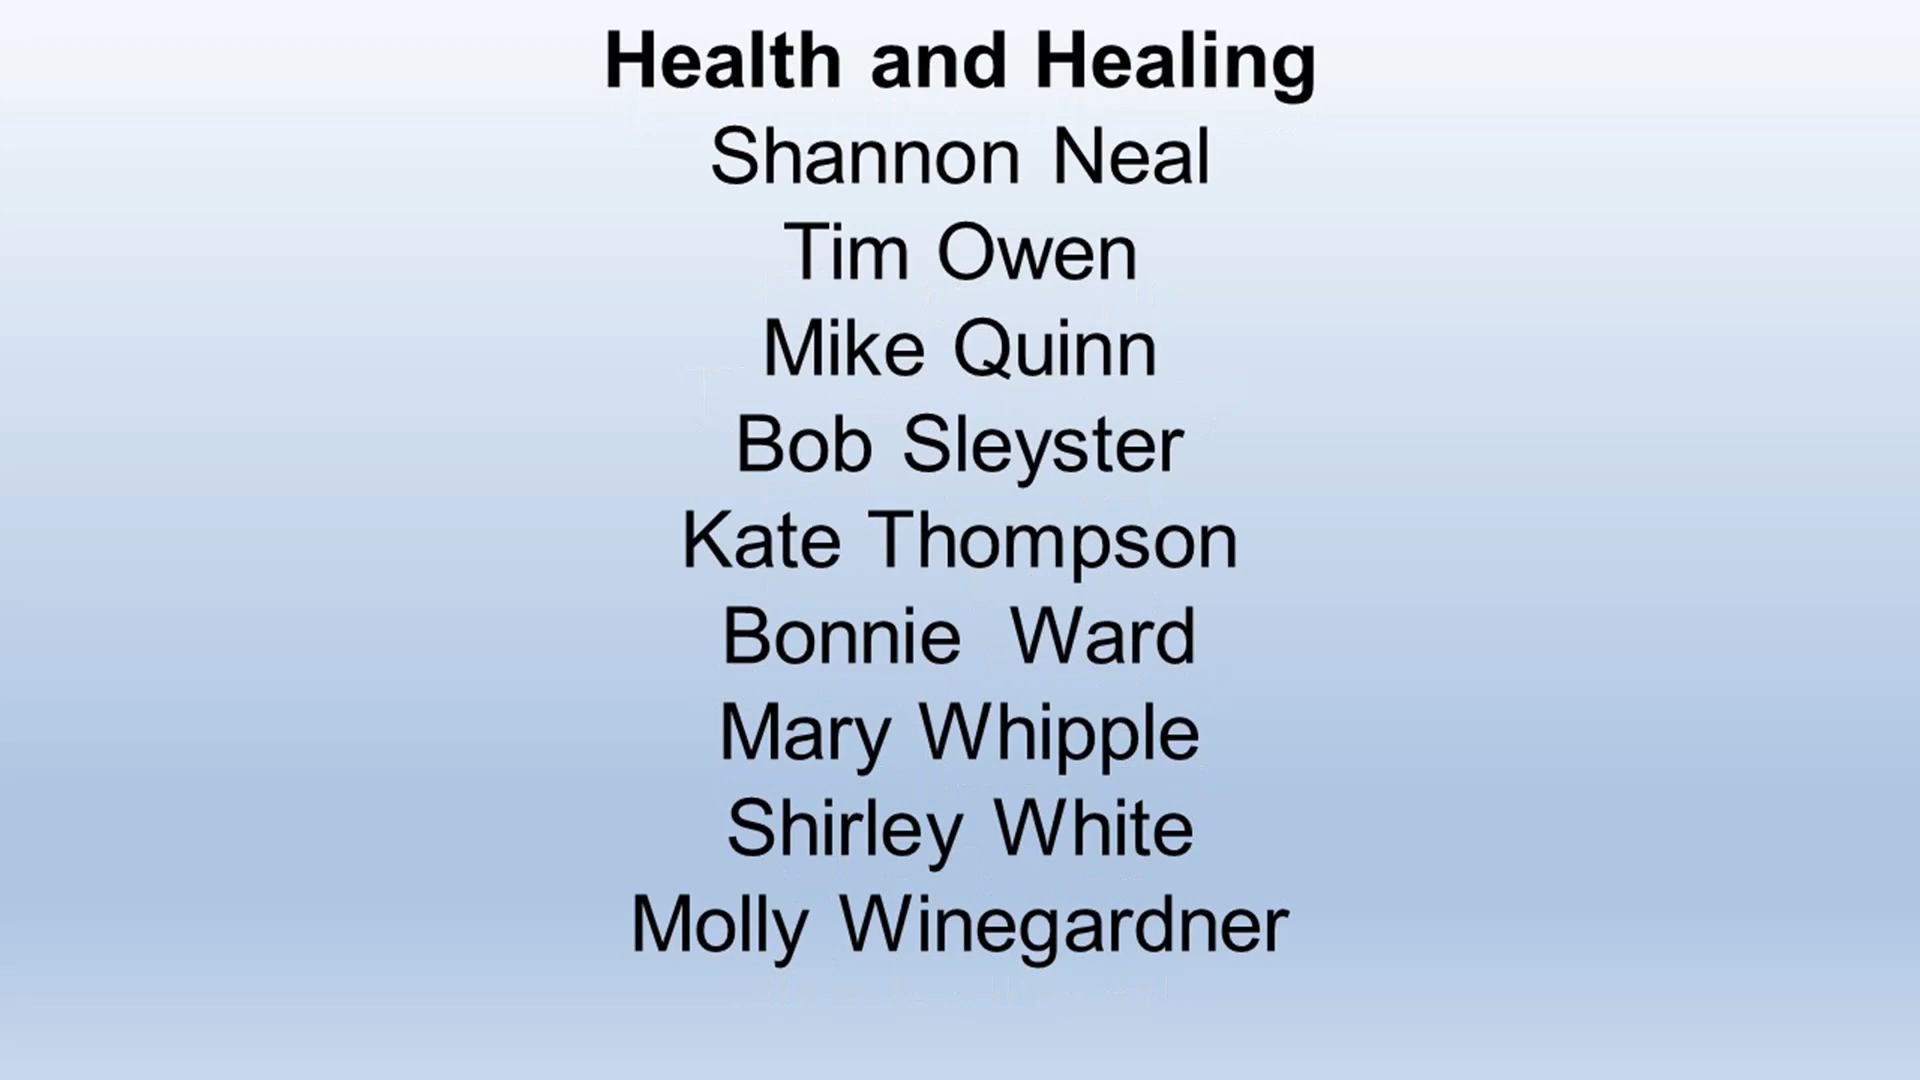 Health and Healing
Shannon Neal
Tim Owen
Mike Quinn
Bob Sleyster
Kate Thompson
Bonnie  Ward
Mary Whipple
Shirley White
Molly Winegardner